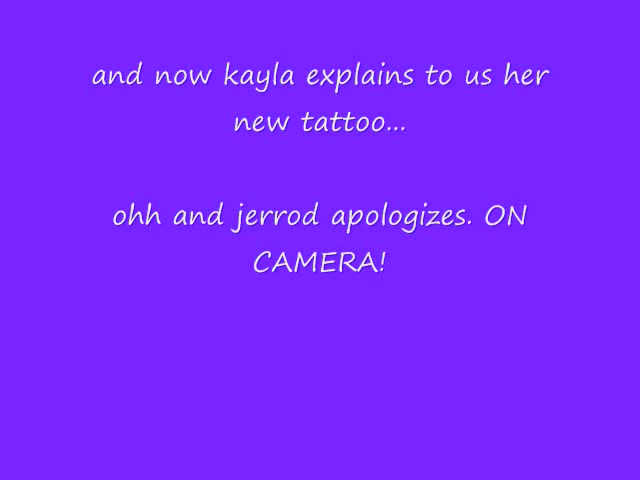 and now kayla explains to us her
new tattoo...
ohh and jerrod apologizes. ON
CAMERA!